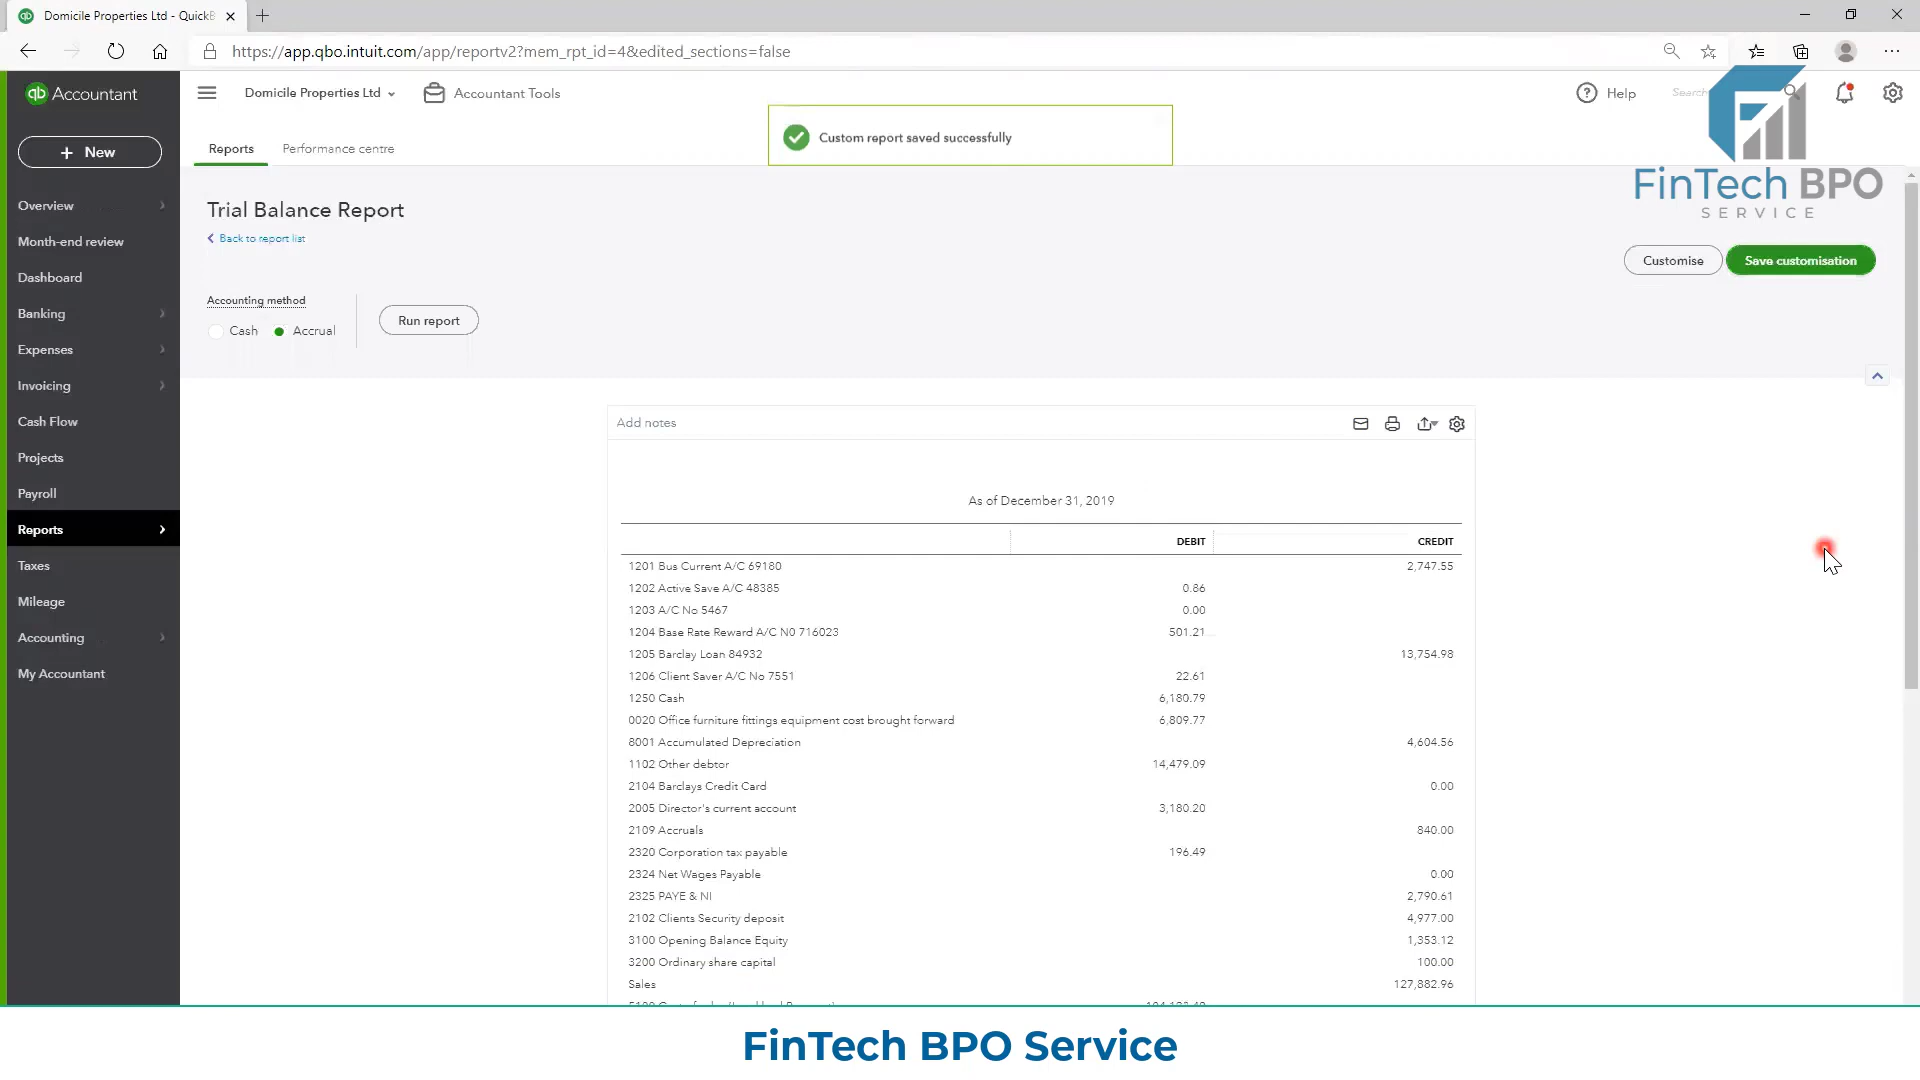 Domicile Properties Ltd - QuickB
https://app.qbo.intuit.com/app/reportv2?mem_rpt_id=4&edited_sections=false
qb Accountant
Domicile Properties Ltd
Accountant Tools
Help
Search
Custom report saved successfully
+ New
Reports
Performance centre
FinTech BPO
SERVICE
Overview
Month-end review
Dashboard
Banking
Expenses
Invoicing
Cash Flow
Projects
Payroll
Reports
Taxes
Mileage
Accounting
My Accountant
Trial Balance Report
Back to report list
Customise
Save customisation
Accounting method
Cash
Accrual
Run report
Add notes
As of December 31, 2019
DEBIT CREDIT
1201 Bus Current A/C 69180 2,747.55
1202 Active Save A/C 48385 0.86
1203 A/C No 5467 0.00
1204 Base Rate Reward A/C N0 716023 501.21
1205 Barclay Loan 84932 13,754.98
1206 Client Saver A/C No 7551 22.61
1250 Cash 6,180.79
0020 Office furniture fittings equipment cost brought forward 6,809.77
8001 Accumulated Depreciation 4,604.56
1102 Other debtor 14,479.09
2104 Barclays Credit Card 0.00
2005 Director's current account 3,180.20
2109 Accruals 840.00
2320 Corporation tax payable 196.49
2324 Net Wages Payable 0.00
2325 PAYE & NI 2,790.61
2102 Clients Security deposit 4,977.00
3100 Opening Balance Equity 1,353.12
3200 Ordinary share capital 100.00
Sales 127,882.96
FinTech BPO Service